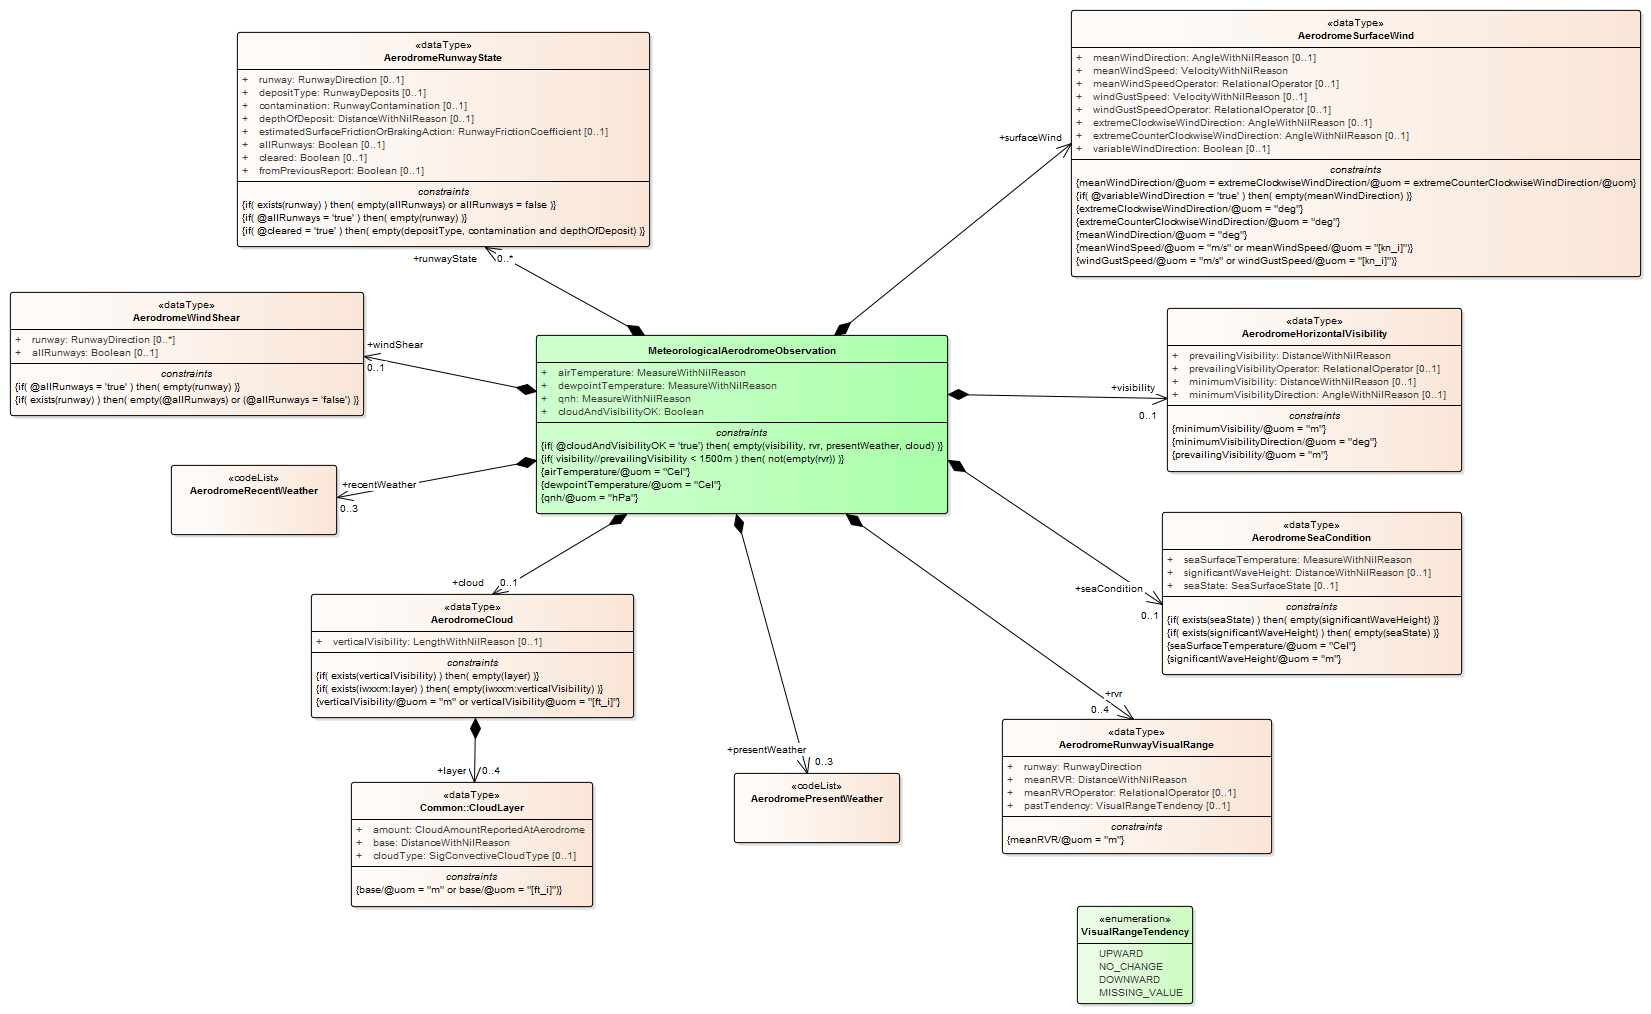 «dataType»
AerodromeRunwayState
+ runway: RunwayDirection [0..1]
+ depositType: RunwayDeposits [0..1]
+ contamination: RunwayContamination [0..1]
+ depthOfDeposit: DistanceWithNilReason [0..1]
+ estimatedSurfaceFrictionOrBrakingAction: RunwayFrictionCoefficient [0..1]
+ allRunways: Boolean [0..1]
+ cleared: Boolean [0..1]
+ fromPreviousReport: Boolean [0..1]
constraints
{if( exists(runway) ) then( empty(allRunways) or allRunways = false )}
{if( @allRunways = 'true' ) then( empty(runway) )}
{if( @cleared = 'true' ) then( empty(depositType, contamination and depthOfDeposit) )}
+runwayState
0..*
«dataType»
AerodromeSurfaceWind
+ meanWindDirection: AngleWithNilReason [0..1]
+ meanWindSpeed: VelocityWithNilReason
+ meanWindSpeedOperator: RelationalOperator [0..1]
+ windGustSpeed: VelocityWithNilReason [0..1]
+ windGustSpeedOperator: RelationalOperator [0..1]
+ extremeClockwiseWindDirection: AngleWithNilReason [0..1]
+ extremeCounterClockwiseWindDirection: AngleWithNilReason [0..1]
+ variableWindDirection: Boolean [0..1]
constraints
{meanWindDirection/@uom = extremeClockwiseWindDirection/@uom = extremeCounterClockwiseWindDirection/@uom}
{if( @variableWindDirection = 'true' ) then( empty(meanWindDirection) )}
{extremeClockwiseWindDirection/@uom = "deg"}
{extremeCounterClockwiseWindDirection/@uom = "deg"}
{meanWindDirection/@uom = "deg"}
{meanWindSpeed/@uom = "m/s" or meanWindSpeed/@uom = "[kn_i]")}
{windGustSpeed/@uom = "m/s" or windGustSpeed/@uom = "[kn_i]")}
+surfaceWind
«dataType»
AerodromeWindShear
+ runway: RunwayDirection [0..*]
+ allRunways: Boolean [0..1]
constraints
{if( @allRunways = 'true' ) then( empty(runway) )}
{if( exists(runway) ) then( empty(@allRunways) or (@allRunways = 'false') )}
+windShear
0..1
MeteorologicalAerodromeObservation
+ airTemperature: MeasureWithNilReason
+ dewpointTemperature: MeasureWithNilReason
+ qnh: MeasureWithNilReason
+ cloudAndVisibilityOK: Boolean
constraints
{if( @cloudAndVisibilityOK = 'true') then( empty(visibility, rvr, presentWeather, cloud) )}
{if( visibility//prevailingVisibility < 1500m ) then( not(empty(rvr)) )}
{airTemperature/@uom = "Cel"}
{dewpointTemperature/@uom = "Cel"}
{qnh/@uom = "hPa"}
«dataType»
AerodromeHorizontalVisibility
+ prevailingVisibility: DistanceWithNilReason
+ prevailingVisibilityOperator: RelationalOperator [0..1]
+ minimumVisibility: DistanceWithNilReason [0..1]
+ minimumVisibilityDirection: AngleWithNilReason [0..1]
constraints
{minimumVisibility/@uom = "m"}
{minimumVisibilityDirection/@uom = "deg"}
{prevailingVisibility/@uom = "m"}
+visibility
0..1
«codeList»
AerodromeRecentWeather
+recentWeather
0..3
«dataType»
AerodromeSeaCondition
+ seaSurfaceTemperature: MeasureWithNilReason
+ significantWaveHeight: DistanceWithNilReason [0..1]
+ seaState: SeaSurfaceState [0..1]
constraints
{if( exists(seaState) ) then( empty(significantWaveHeight) )}
{if( exists(significantWaveHeight) ) then( empty(seaState) )}
{seaSurfaceTemperature/@uom = "Cel"}
{significantWaveHeight/@uom = "m"}
+seaCondition
0..1
+cloud
0..1
«dataType»
AerodromeCloud
+ verticalVisibility: LengthWithNilReason [0..1]
constraints
{if( exists(verticalVisibility) ) then( empty(layer) )}
{if( exists(iwxxm:layer) ) then( empty(iwxxm:verticalVisibility) )}
{verticalVisibility/@uom = "m" or verticalVisibility@uom = "[ft_i]"}
+layer
0..4
«dataType»
Common::CloudLayer
+ amount: CloudAmountReportedAtAerodrome
+ base: DistanceWithNilReason
+ cloudType: SigConvectiveCloudType [0..1]
constraints
{base/@uom = "m" or base/@uom = "[ft_i]")}
+presentWeather
0..3
«codeList»
AerodromePresentWeather
+rvr
0..4
«dataType»
AerodromeRunwayVisualRange
+ runway: RunwayDirection
+ meanRVR: DistanceWithNilReason
+ meanRVROperator: RelationalOperator [0..1]
+ pastTendency: VisualRangeTendency [0..1]
constraints
{meanRVR/@uom = "m"}
«enumeration»
VisualRangeTendency
UPWARD
NO_CHANGE
DOWNWARD
MISSING_VALUE